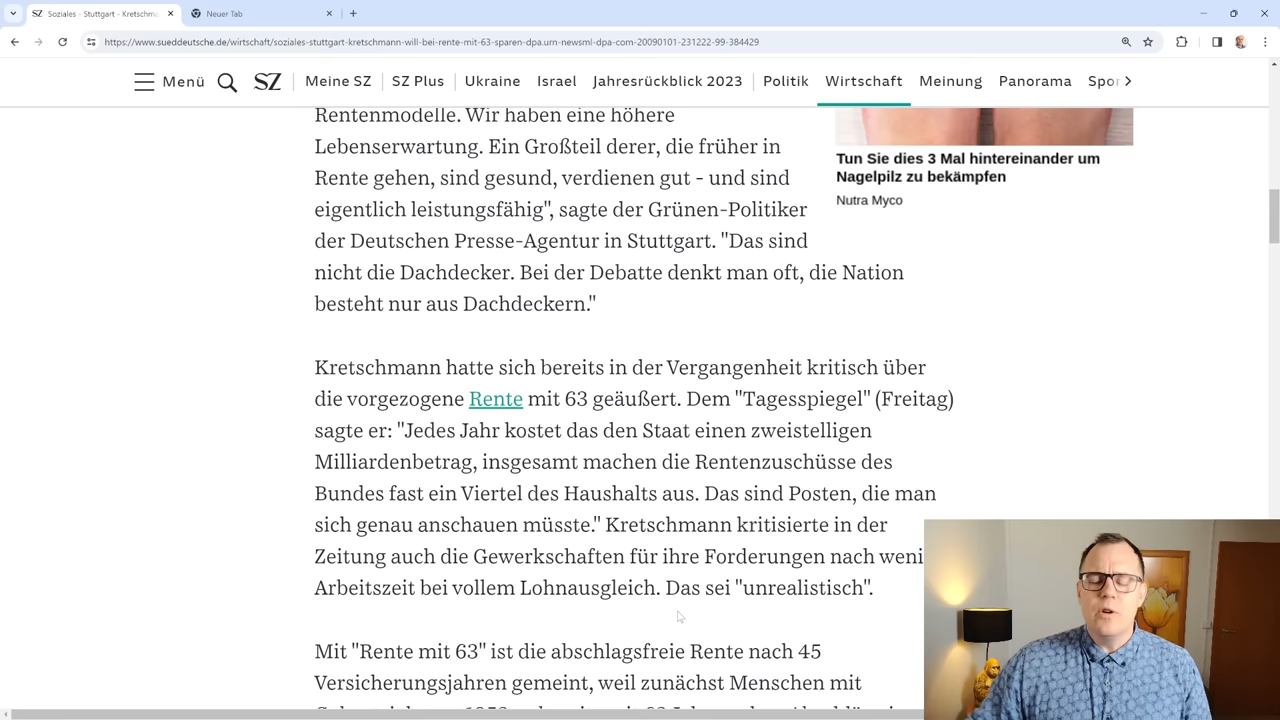 Soziales - Stuttgart - Kretschma
Neuer Tab
https://www.sueddeutsche.de/wirtschaft/soziales-stuttgart-kretschmann-will-bei-rente-mit-63-sparen-dpa.urn-newsml-dpa-com-20090101-231222-99-384429
Menü SZ Meine SZ SZ Plus Ukraine Israel Jahresrückblick 2023 Politik Wirtschaft Meinung Panorama Spor
Rentenmodelle. Wir haben eine höhere
Lebenserwartung. Ein Großteil derer, die früher in
Rente gehen, sind gesund, verdienen gut - und sind
eigentlich leistungsfähig", sagte der Grünen-Politiker
der Deutschen Presse-Agentur in Stuttgart. "Das sind
nicht die Dachdecker. Bei der Debatte denkt man oft, die Nation
besteht nur aus Dachdeckern."
Tun Sie dies 3 Mal hintereinander um
Nagelpilz zu bekämpfen
Nutra Myco
Kretschmann hatte sich bereits in der Vergangenheit kritisch über
die vorgezogene Rente mit 63 geäußert. Dem "Tagesspiegel" (Freitag)
sagte er: "Jedes Jahr kostet das den Staat einen zweistelligen
Milliardenbetrag, insgesamt machen die Rentenzuschüsse des
Bundes fast ein Viertel des Haushalts aus. Das sind Posten, die man
sich genau anschauen müsste." Kretschmann kritisierte in der
Zeitung auch die Gewerkschaften für ihre Forderungen nach weni
Arbeitszeit bei vollem Lohnausgleich. Das sei "unrealistisch".
Mit "Rente mit 63" ist die abschlagsfreie Rente nach 45
Versicherungsjahren gemeint, weil zunächst Menschen mit